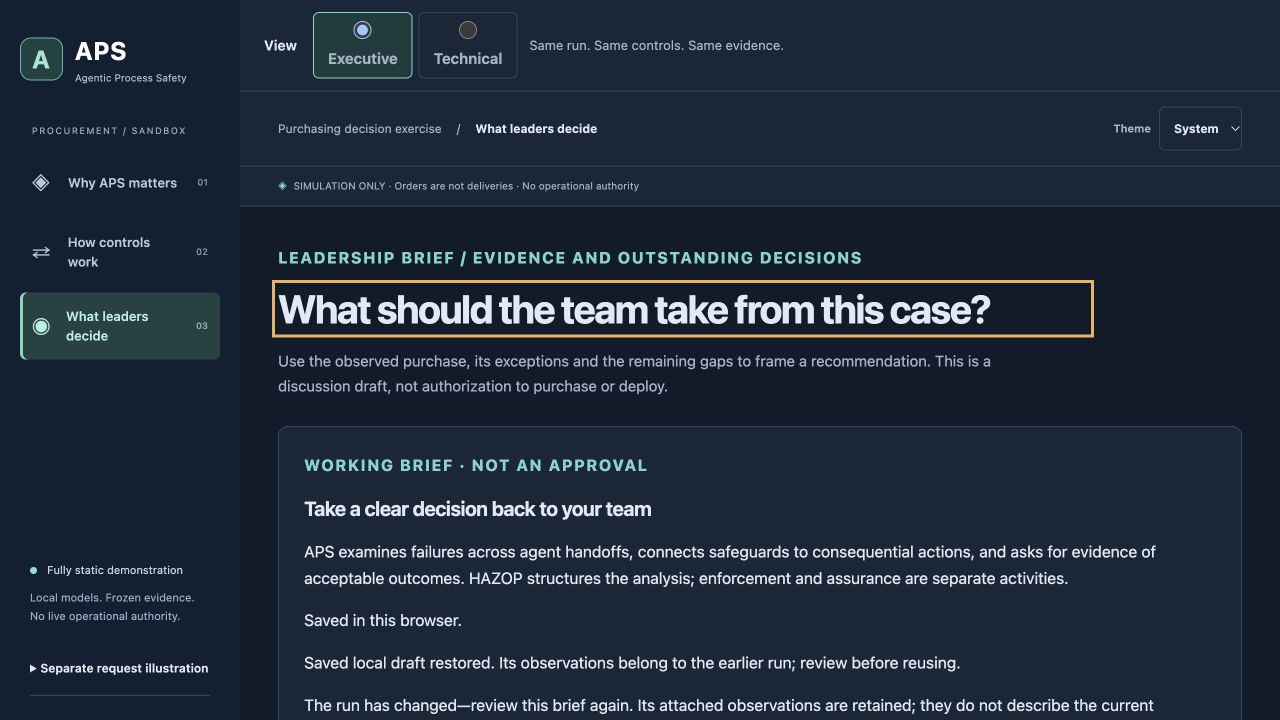 A
APS
Agentic Process Safety
PROCUREMENT / SANDBOX
Why APS matters 01
How controls
work
02
What leaders
decide
03
Fully static demonstration
Local models. Frozen evidence.
No live operational authority.
Separate request illustration
View
Executive
Technical
Same run. Same controls. Same evidence.
Purchasing decision exercise / What leaders decide
Theme
System
SIMULATION ONLY · Orders are not deliveries · No operational authority
LEADERSHIP BRIEF / EVIDENCE AND OUTSTANDING DECISIONS
What should the team take from this case?
Use the observed purchase, its exceptions and the remaining gaps to frame a recommendation. This is a
discussion draft, not authorization to purchase or deploy.
WORKING BRIEF · NOT AN APPROVAL
Take a clear decision back to your team
APS examines failures across agent handoffs, connects safeguards to consequential actions, and asks for evidence of
acceptable outcomes. HAZOP structures the analysis; enforcement and assurance are separate activities.
Saved in this browser.
Saved local draft restored. Its observations belong to the earlier run; review before reusing.
The run has changed—review this brief again. Its attached observations are retained; they do not describe the current